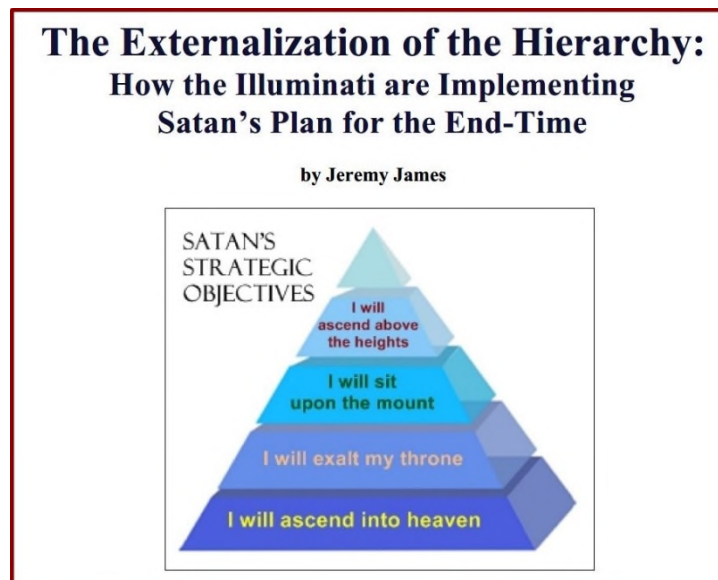 The Externalization of the Hierarchy:
How the Illuminati are Implementing
Satan's Plan for the End-Time
by Jeremy James
SATAN'S
STRATEGIC
OBJECTIVES
I will
ascend above
the heights
I will sit
upon the mount
I will exalt my throne
I will ascend into heaven